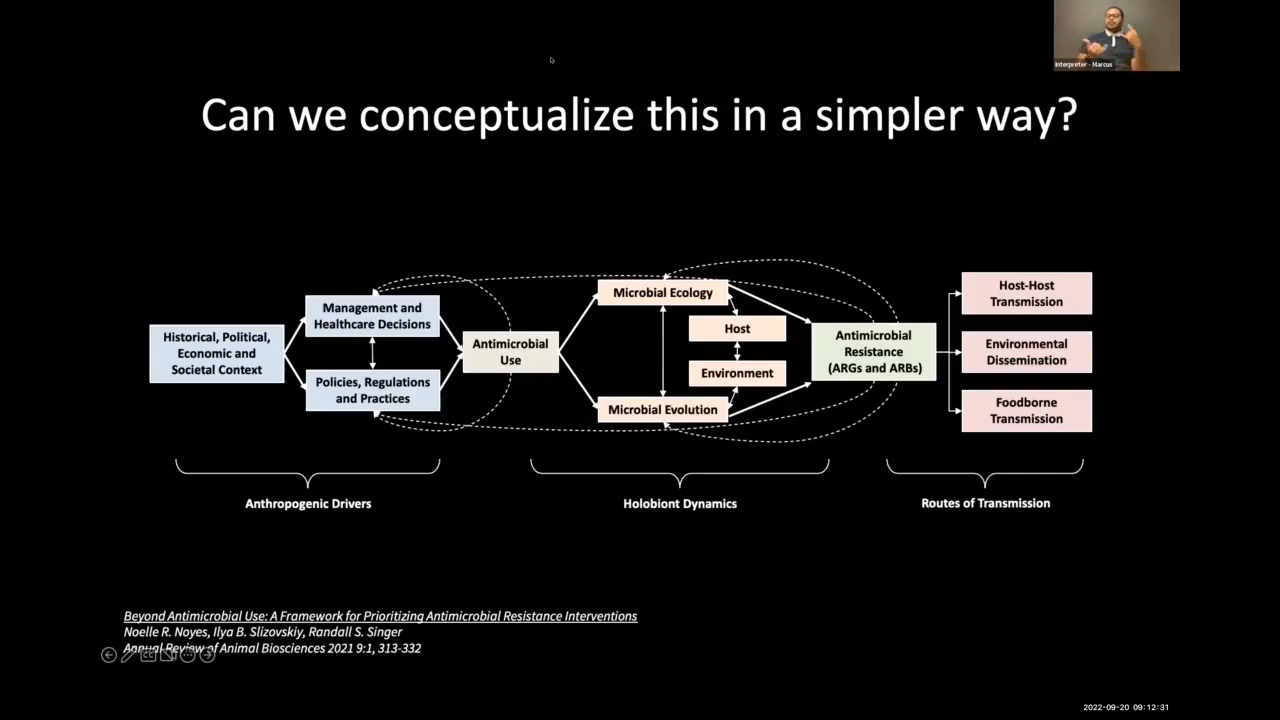 Interpreter - Marcus
Can we conceptualize this in a simpler way?
Historical, Political,
Economic and
Societal Context
Management and
Healthcare Decisions
Policies, Regulations
and Practices
Antimicrobial
Use
Microbial Ecology
Host
Environment
Microbial Evolution
Antimicrobial
Resistance
(ARGs and ARBs)
Host-Host
Transmission
Environmental
Dissemination
Foodborne
Transmission
Anthropogenic Drivers
Holobiont Dynamics
Routes of Transmission
Beyond Antimicrobial Use: A Framework for Prioritizing Antimicrobial Resistance Interventions
Noelle R. Noyes, Ilya B. Slizovskiy, Randall S. Singer
Annual Review of Animal Biosciences 2021 9:1, 313-332
CC
2022-09-20 09:12:31